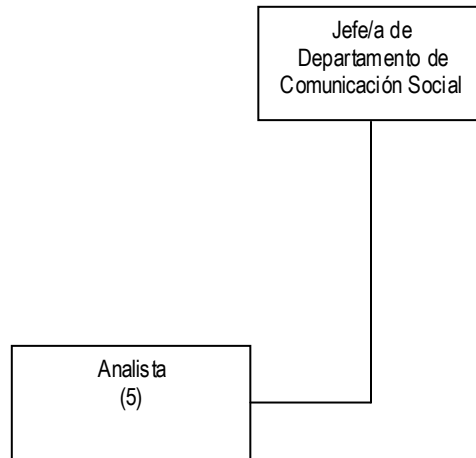 Jefe/a de
Departamento de
Comunicación Social
Analista
(5)